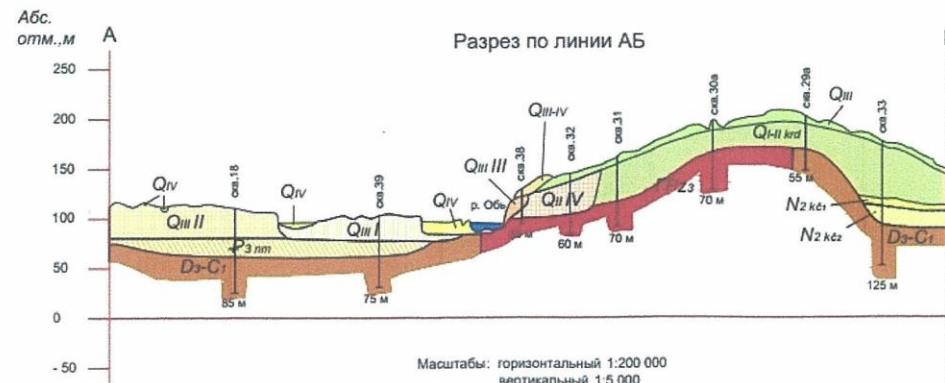 Абс.
отм.,м
А
Разрез по линии АБ
250
200
150
100
50
0
- 50
QIV
QIII II
скв.18
QIV
скв.39
QIII I
QIV
р. Обь
QIII III
QIII-IV
скв.38
скв.32
QII IV
скв.31
скв.30а
скв.29а
QIII
скв.33
QI-II krd
N2 kč1
N2 kč2
P3 nm
D3-C1
D3-C1
85 м
75 м
60 м
70 м
70 м
55 м
125 м
Масштабы: горизонтальный 1:200 000
вертикальный 1:5 000